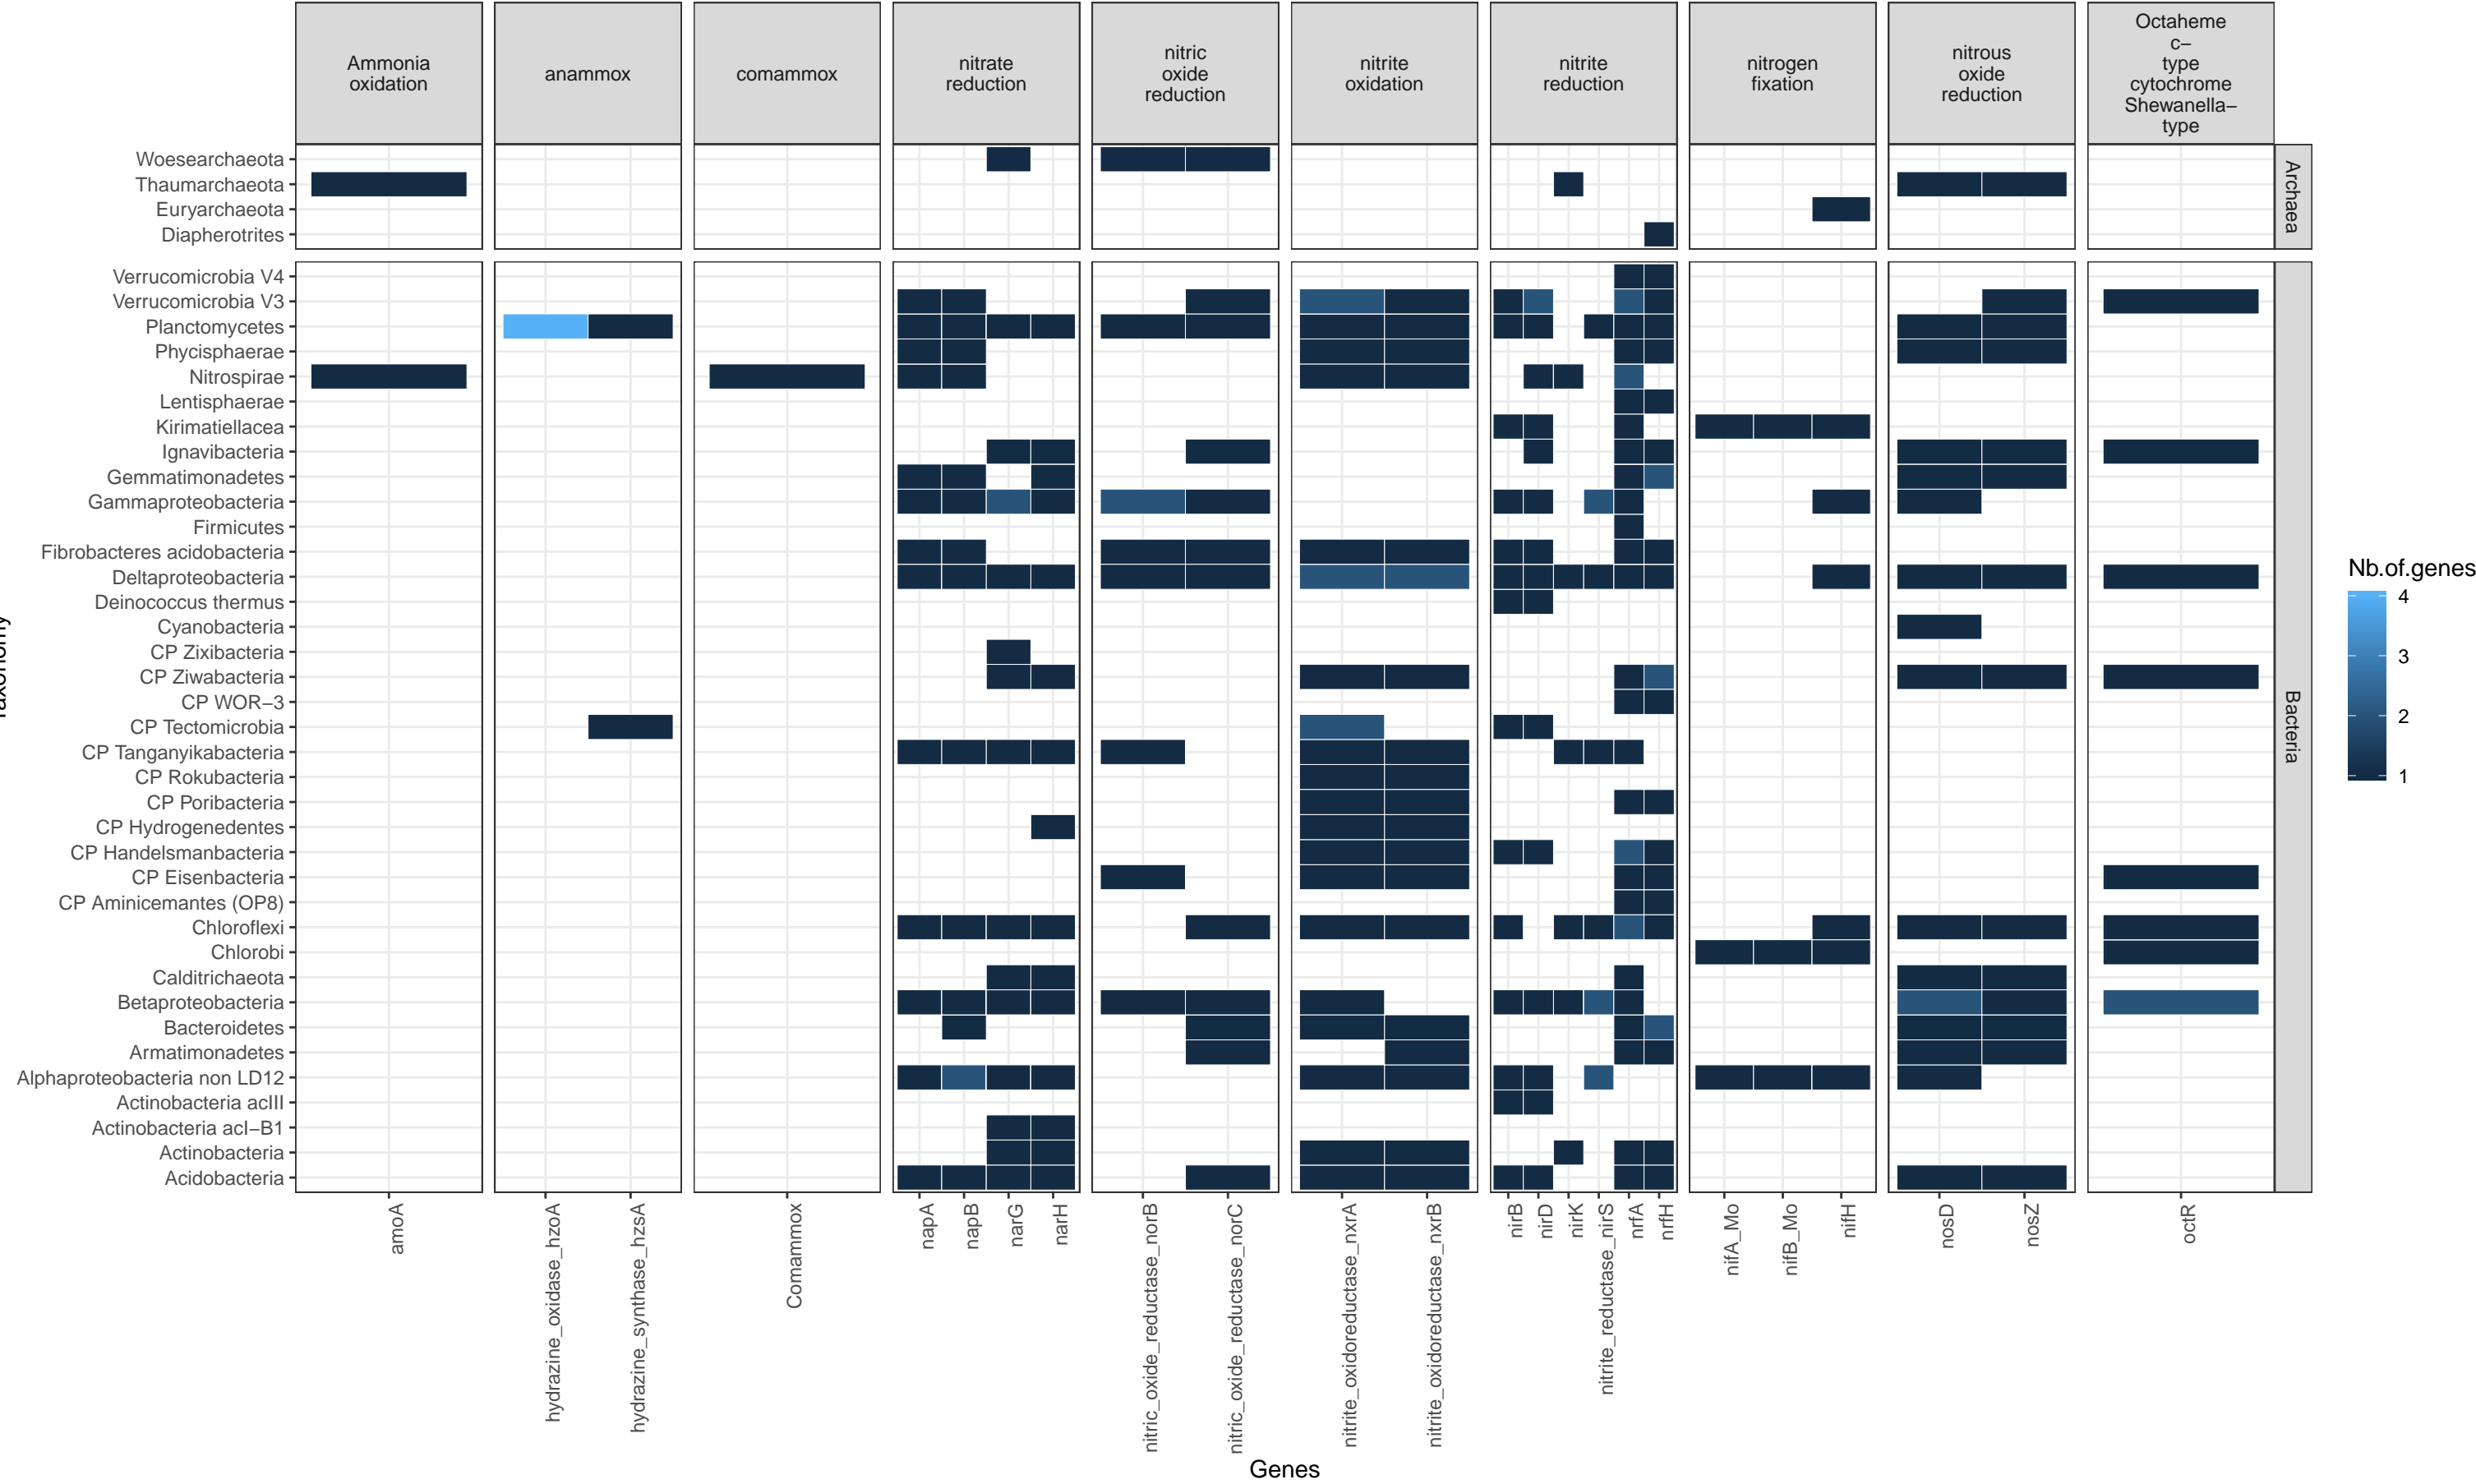 Ammonia
oxidation
anammox
comammox
nitrate
reduction
nitric
oxide
reduction
nitrite
oxidation
nitrite
reduction
nitrogen
fixation
nitrous
oxide
reduction
Octaheme
c−
type
cytochrome
Shewanella−
type
Woesearchaeota
Thaumarchaeota
Euryarchaeota
Diapherotrites
Archaea
Verrucomicrobia V4
Verrucomicrobia V3
Planctomycetes
Phycisphaerae
Nitrospirae
Lentisphaerae
Kirimatiellacea
Ignavibacteria
Gemmatimonadetes
Gammaproteobacteria
Firmicutes
Fibrobacteres acidobacteria
Deltaproteobacteria
Deinococcus thermus
Cyanobacteria
CP Zixibacteria
CP Ziwabacteria
CP WOR−3
CP Tectomicrobia
CP Tanganyikabacteria
CP Rokubacteria
CP Poribacteria
CP Hydrogenedentes
CP Handelsmanbacteria
CP Eisenbacteria
CP Aminicemantes (OP8)
Chloroflexi
Chlorobi
Calditrichaeota
Betaproteobacteria
Bacteroidetes
Armatimonadetes
Alphaproteobacteria non LD12
Actinobacteria acIII
Actinobacteria acI−B1
Actinobacteria
Acidobacteria
Bacteria
Nb.of.genes
4
3
2
1
amoA
hydrazine_oxidase_hzoA
hydrazine_synthase_hzsA
Comammox
napA
napB
narG
narH
nitric_oxide_reductase_norB
nitric_oxide_reductase_norC
nitrite_oxidoreductase_nxrA
nitrite_oxidoreductase_nxrB
nirB
nirD
nirK
nitrite_reductase_nirS
nrfA
nrfH
nifA_Mo
nifB_Mo
nifH
nosD
nosZ
octR
Genes